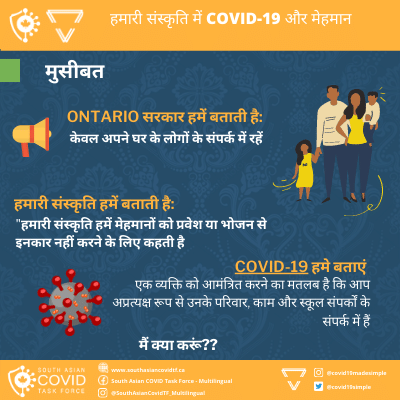 हमारी संस्कृति में COVID-19 और मेहमान
मुसीबत
ONTARIO सरकार हमें बताती है:
केवल अपने घर के लोगों के संपर्क में रहें
हमारी संस्कृति हमें बताती है:
"हमारी संस्कृति हमें मेहमानों को प्रवेश या भोजन से
इनकार नहीं करने के लिए कहती है
COVID-19 हमे बताएं
एक व्यक्ति को आमंत्रित करने का मतलब है कि आप
अप्रत्यक्ष रूप से उनके परिवार, काम और स्कूल संपर्कों के
संपर्क में हैं
मैं क्या करूं??
SOUTH ASIAN
COVID
TASK FORCE
www.southasiancovidtf.ca
South Asian COVID Task Force - Multilingual
@SouthAsianCovidTF_Multilingual
@covid19madesimple
@covid19simple